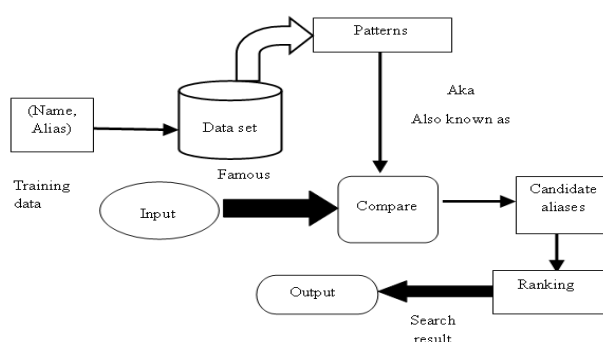 Patterns
(Name,
Alias)
Data set
Aka
Also known as
Famous
Training
data
Input
Compare
Candidate
aliases
Output
Ranking
Search
result